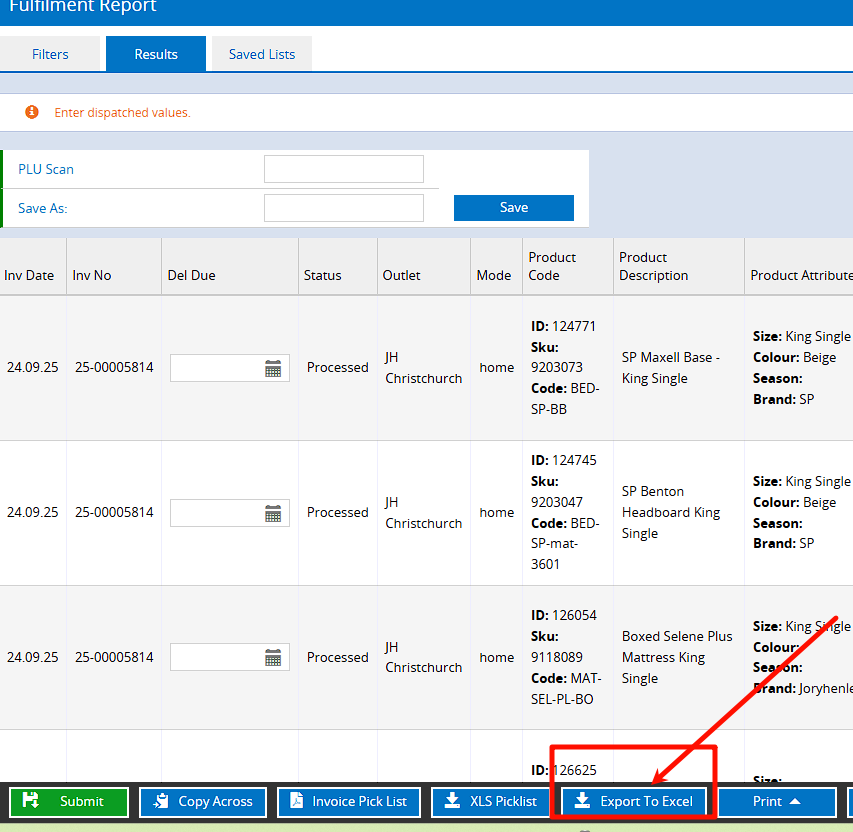 Fulfilment Report
Filters Results Saved Lists
Enter dispatched values.
PLU Scan
Save As: Save
Inv Date Inv No Del Due Status Outlet Mode Product Code Product Description Product Attribute
24.09.25 25-00005814 Processed JH Christchurch home
ID: 124771
Sku:
9203073
Code: BED-
SP-BB
SP Maxell Base -
King Single
Size: King Single
Colour: Beige
Season:
Brand: SP
24.09.25 25-00005814 Processed JH Christchurch home
ID: 124745
Sku:
9203047
Code: BED-
SP-mat-
3601
SP Benton
Headboard King
Single
Size: King Single
Colour: Beige
Season:
Brand: SP
24.09.25 25-00005814 Processed JH Christchurch home
ID: 126054
Sku:
9118089
Code: MAT-
SEL-PL-BO
Boxed Selene Plus
Mattress King
Single
Size: King Single
Colour:
Season:
Brand: Joryhenle
ID: 126625
Size:
Submit Copy Across Invoice Pick List XLS Picklist Export To Excel Print